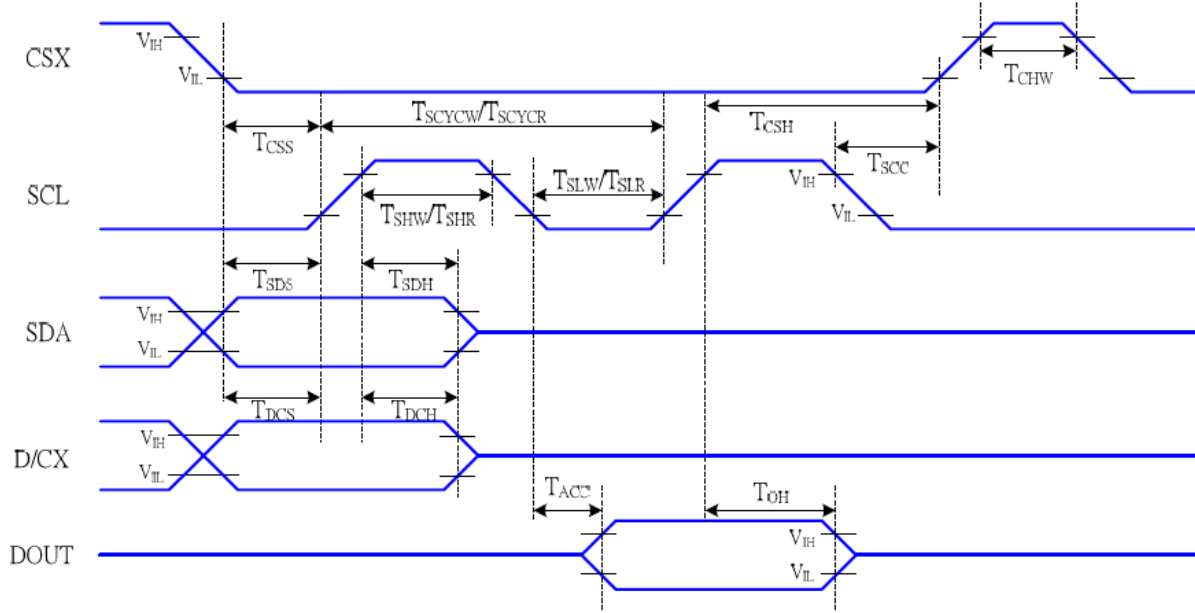 CSX
VIH
VIL
TCHW
TSCYCW/TSCYCR
TCSS
TCSH
TSCC
SCL
TSLW/TSLR
VIH
TSHW/TSHR
VIL
TSDS
TSDH
SDA
VIH
VIL
TDCS
TDCH
D/CX
VIH
VIL
TACC
TOH
DOUT
VIH
VIL